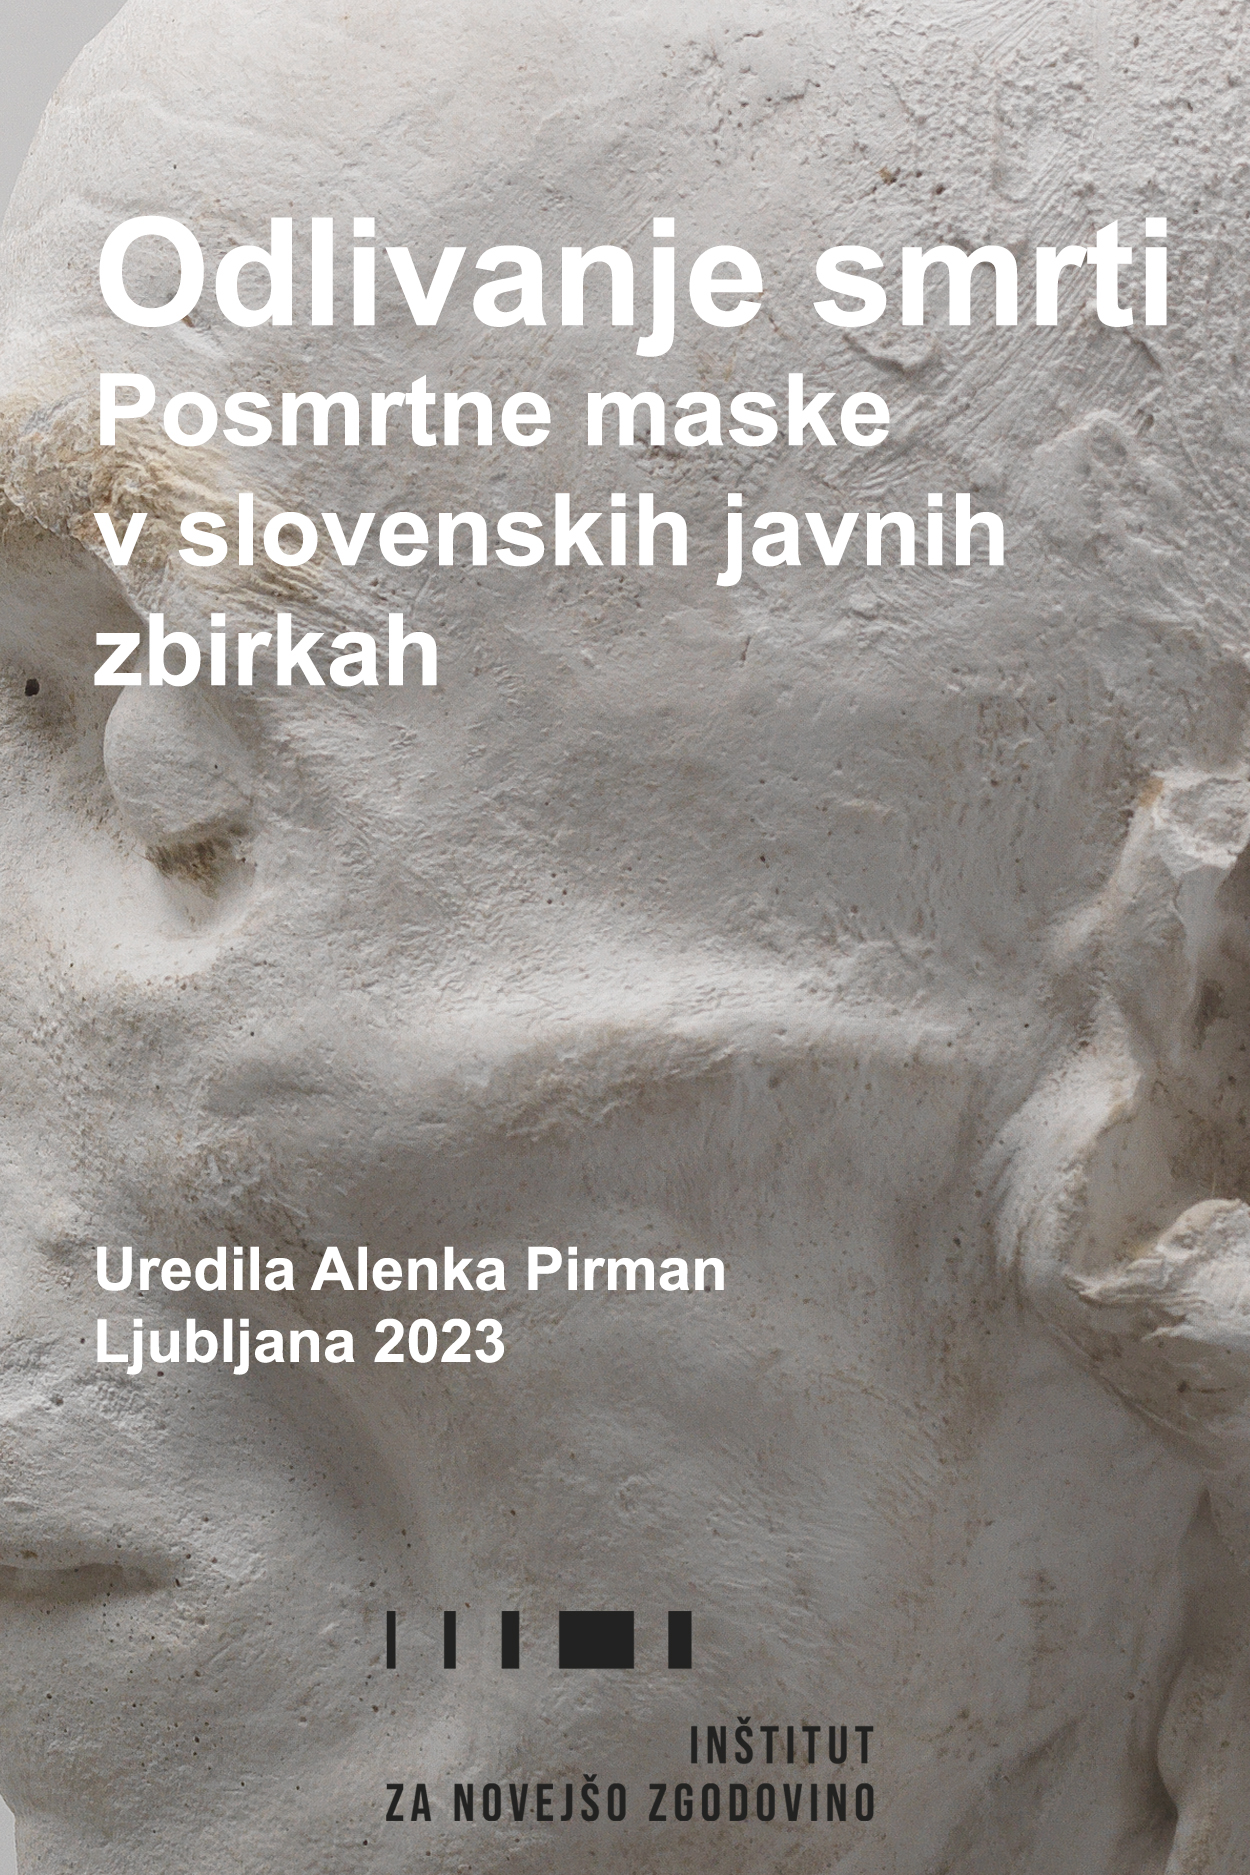 Odlivanje smrti
Posmrtne maske
v slovenskih javnih
zbirkah
Uredila Alenka Pirman
Ljubljana 2023
INŠTITUT
ZA NOVEJŠO ZGODOVINO